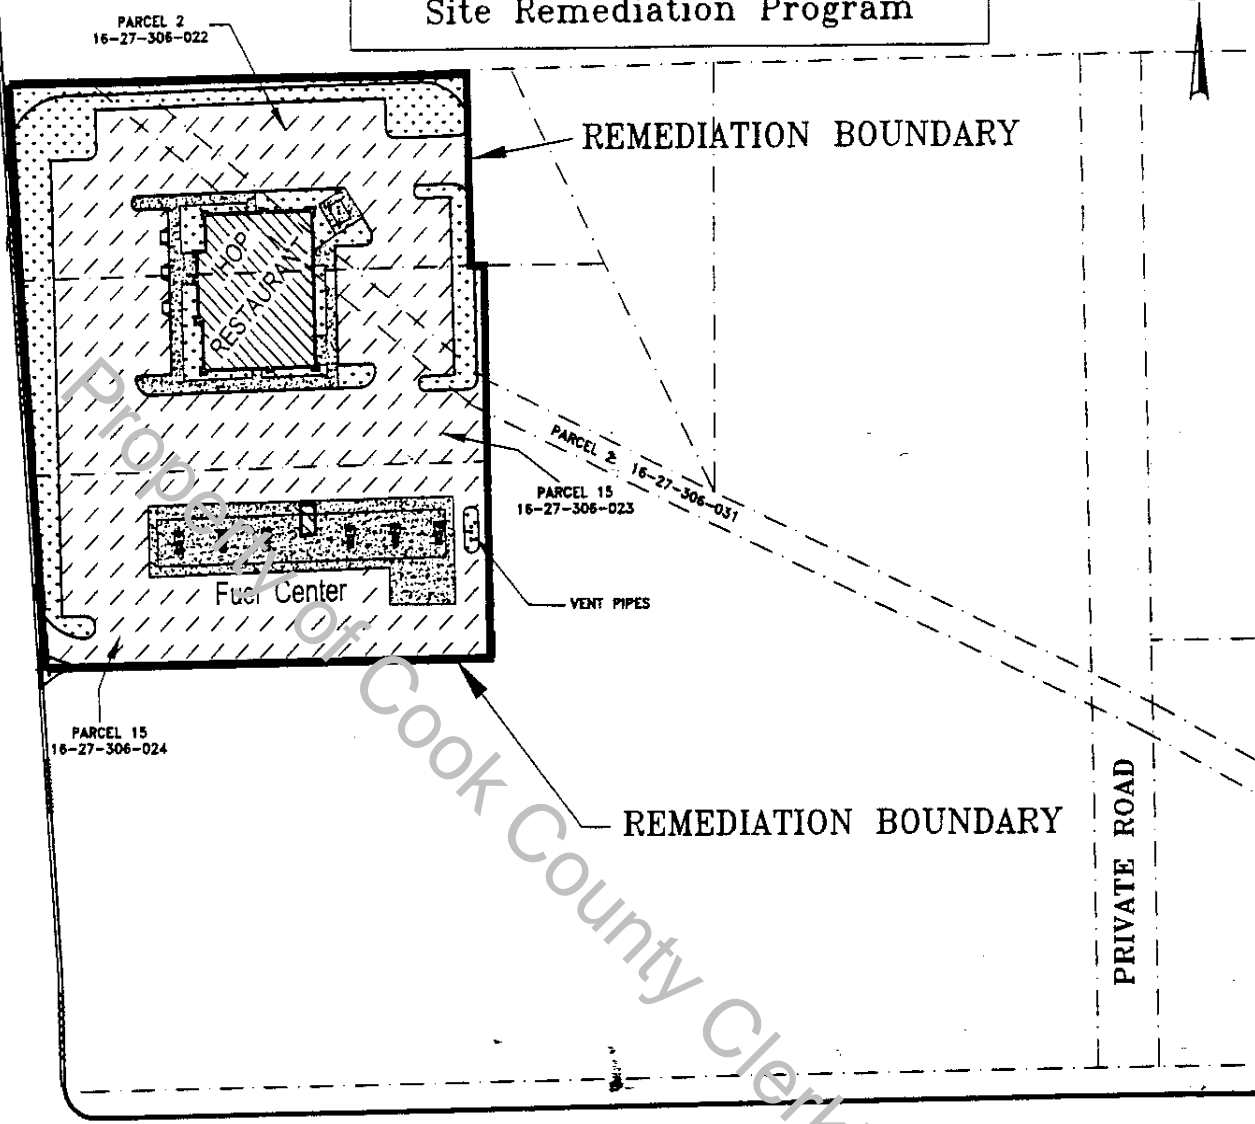 Site Remediation Program
PARCEL 2
16-27-306-022
REMEDIATION BOUNDARY
HOP
RESTAURANT
PARCEL 2 16-27-306-031
PARCEL 15
16-27-306-023
Fuel Center
VENT PIPES
PARCEL 15
16-27-306-024
REMEDIATION BOUNDARY
PRIVATE ROAD
Property of Cook County Clerk